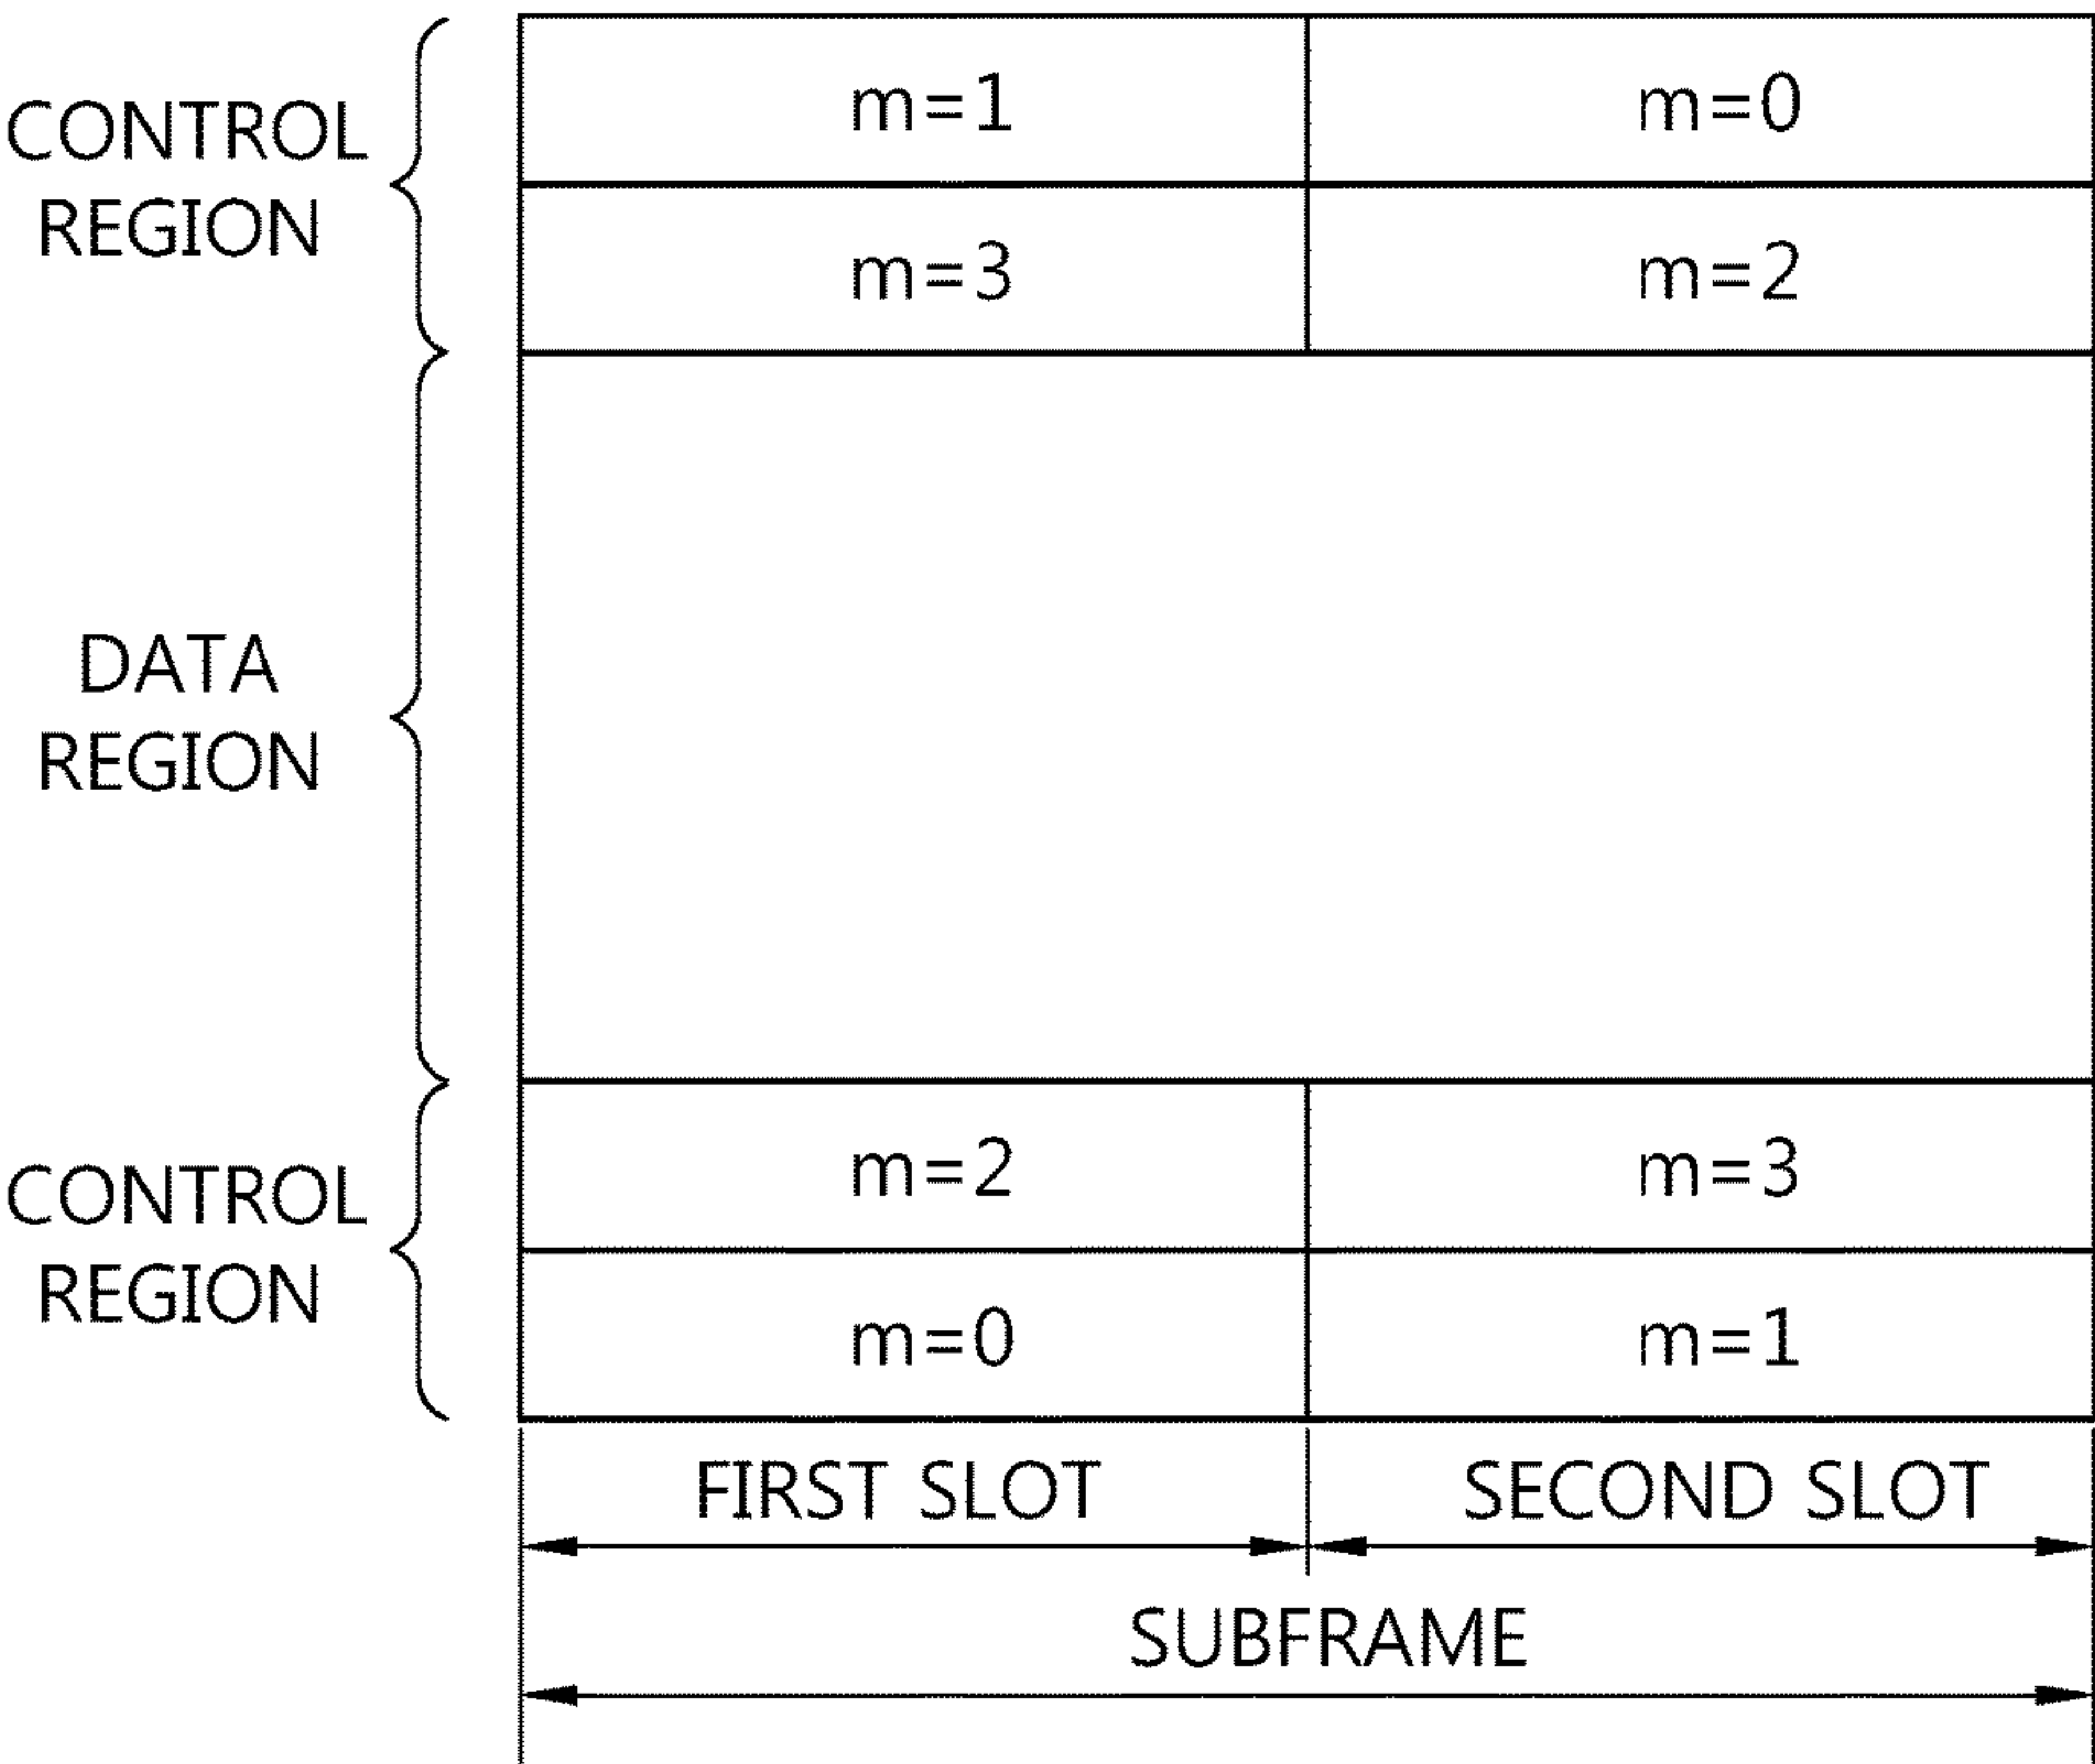 CONTROL
REGION
m=1
m=0
m=3
m=2
DATA
REGION
CONTROL
REGION
m=2
m=3
m=0
m=1
FIRST SLOT
SECOND SLOT
SUBFRAME